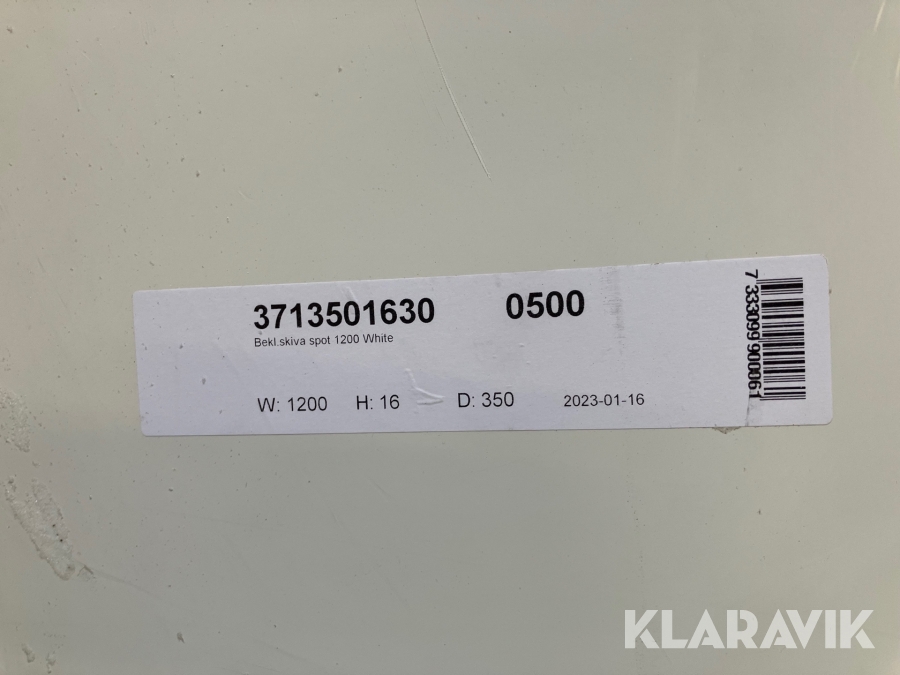 3713501630 0500
Bekl.skiva spot 1200 White
W: 1200 H: 16 D: 350 2023-01-16
7 333099 900061
KLARAVIK